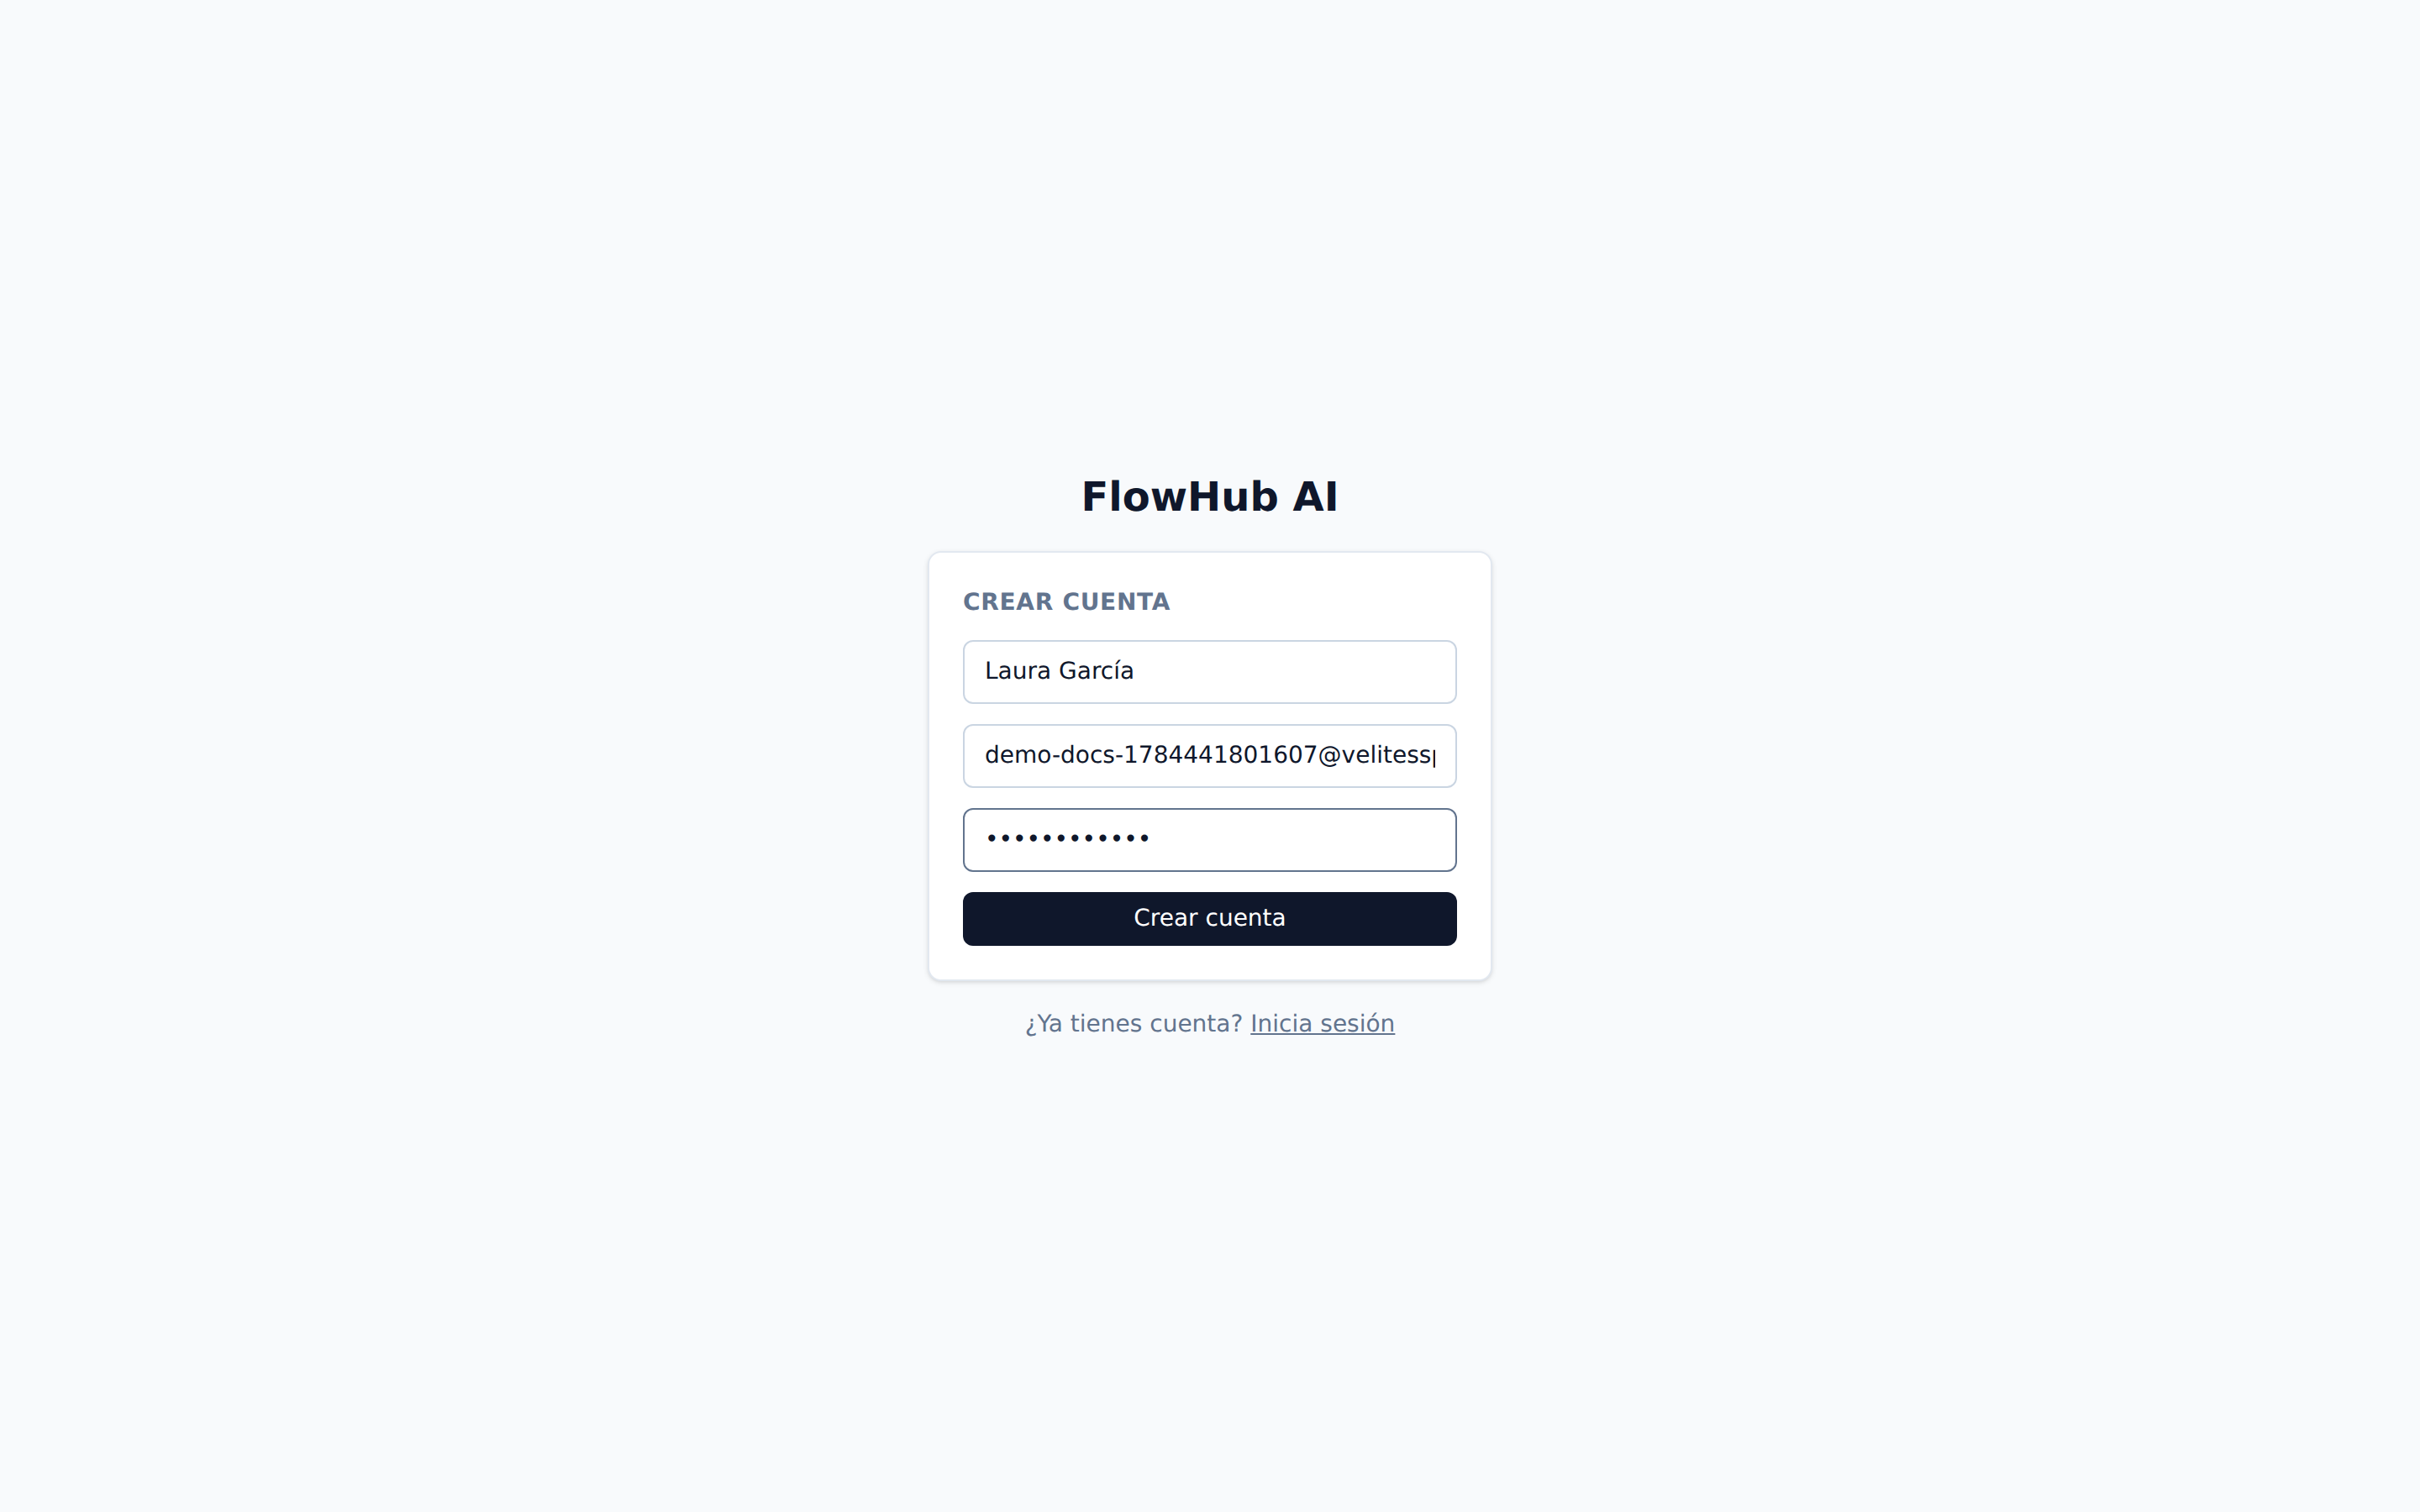 FlowHub AI
CREAR CUENTA
Laura García
demo-docs-1784441801607@velitess
••••••••••••
Crear cuenta
¿Ya tienes cuenta? Inicia sesión